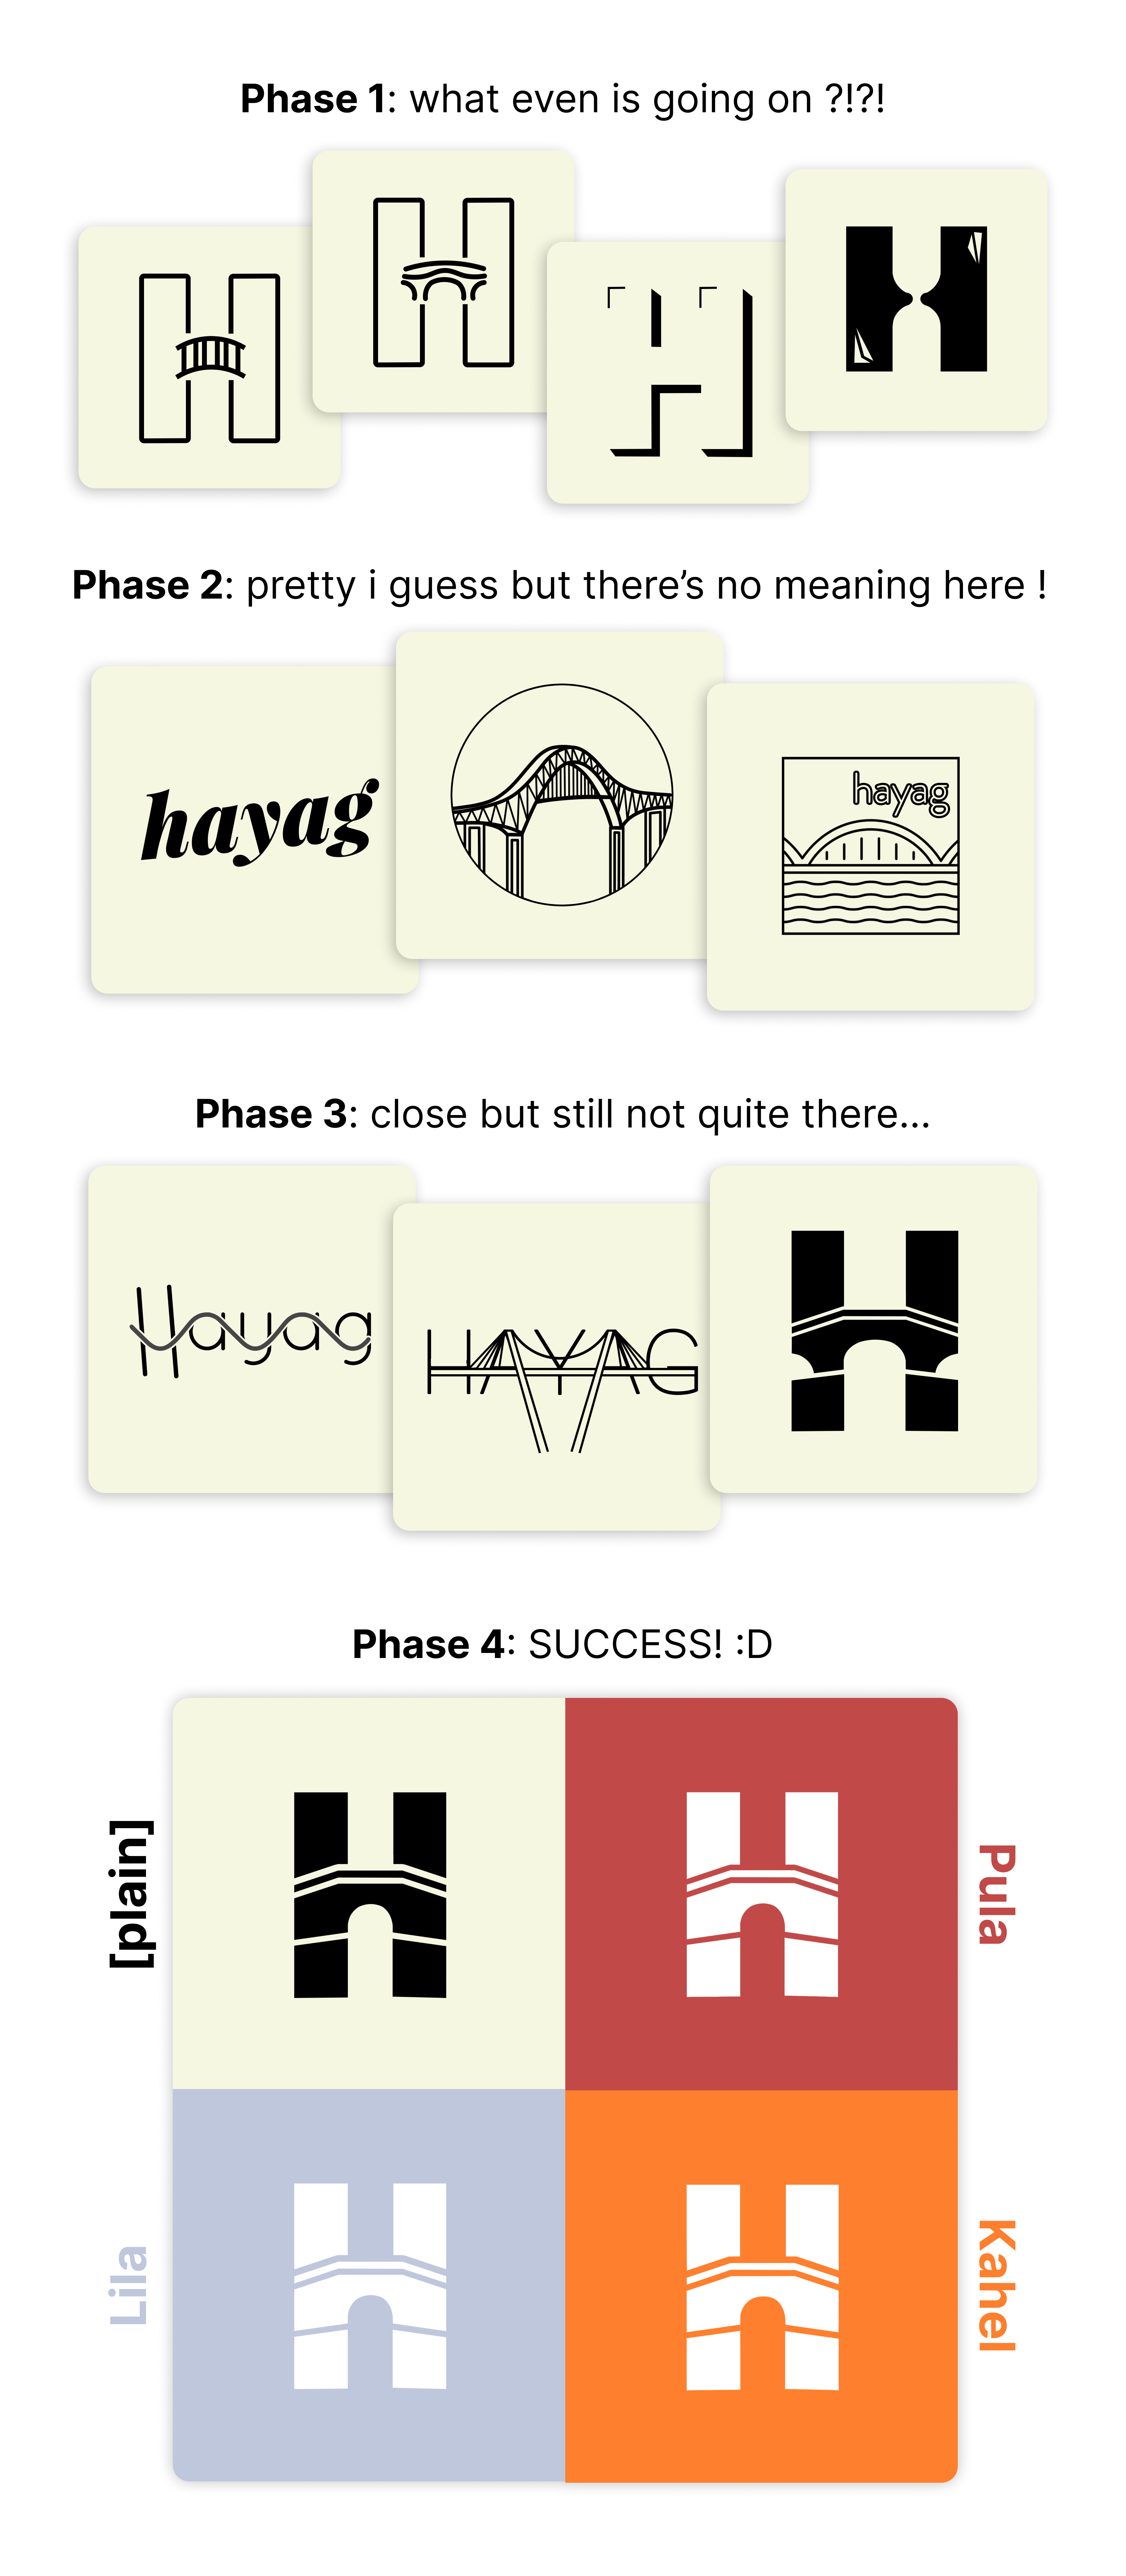 Phase 1: what even is going on ?!?!
Phase 2: pretty i guess but there’s no meaning here !
hayag
hayag
Phase 3: close but still not quite there...
Hayag
HAYAG
Phase 4: SUCCESS! :D
[plain]
Pula
Lila
Kahel